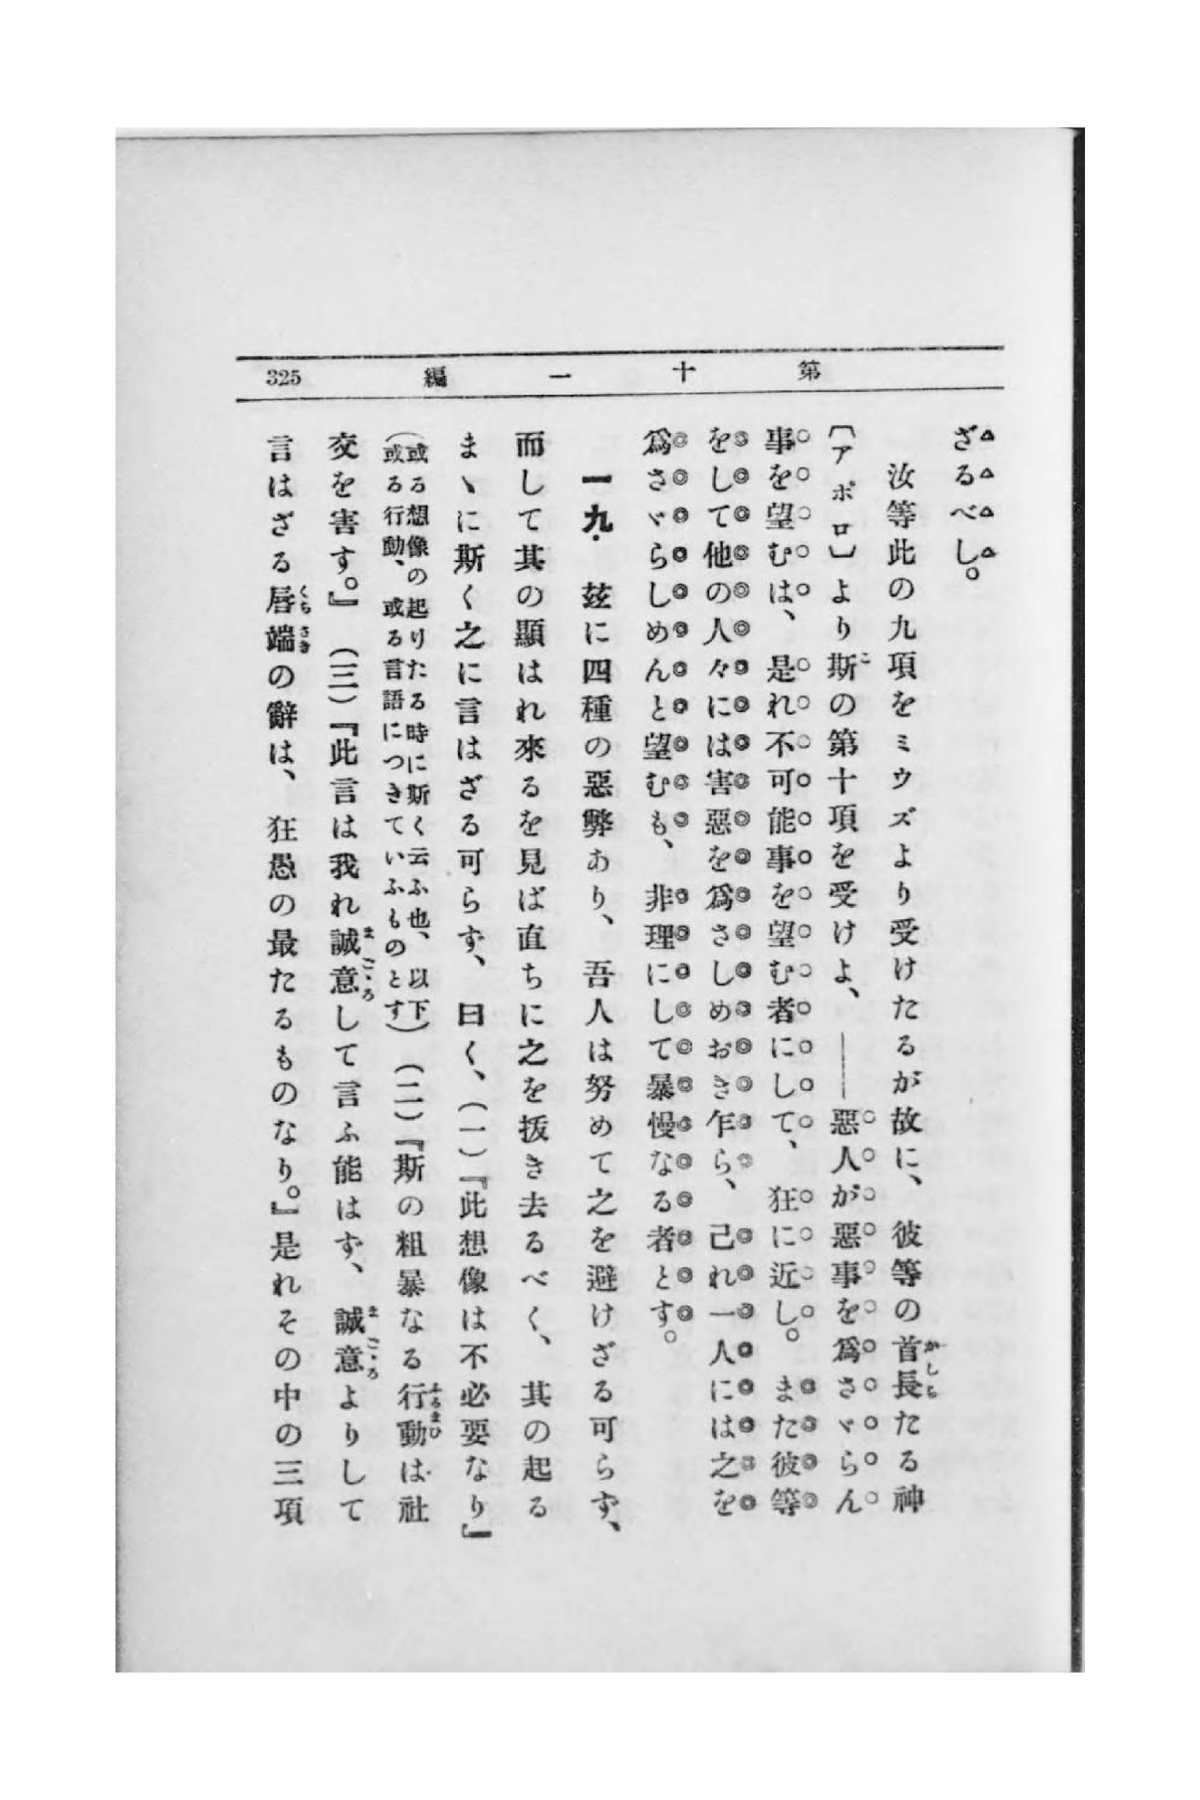 第十一編
325
ざるべし。
汝等此の九項をミウズより受けたるが故に、彼等の首長たる神
〔アポロ〕より斯の第十項を受けよ、――惡人が惡事を爲さゞらん
事を望むは、是れ不可能事を望む者にして、狂に近し。また彼等
をして他の人々には害惡を爲さしめおき乍ら、己れ一人には之を
爲さゞらしめんと望むも、非理にして暴慢なる者とす。
一九. 玆に四種の惡弊あり、吾人は努めて之を避けざる可らず、
而して其の顯はれ來るを見ば直ちに之を拔き去るべく、其の起る
まゝに斯く之に言はざる可らず、曰く、(一)『此想像は不必要なり』
(或る想像の起りたる時に斯く云ふ也、以下
或る行動、或る言語につきていふものとす)(二)『斯の粗暴なる行動は社
交を害す。』(三)『此言は我れ誠意して言ふ能はず、誠意よりして
言はざる唇端の辭は、狂愚の最たるものなり。』是れその中の三項